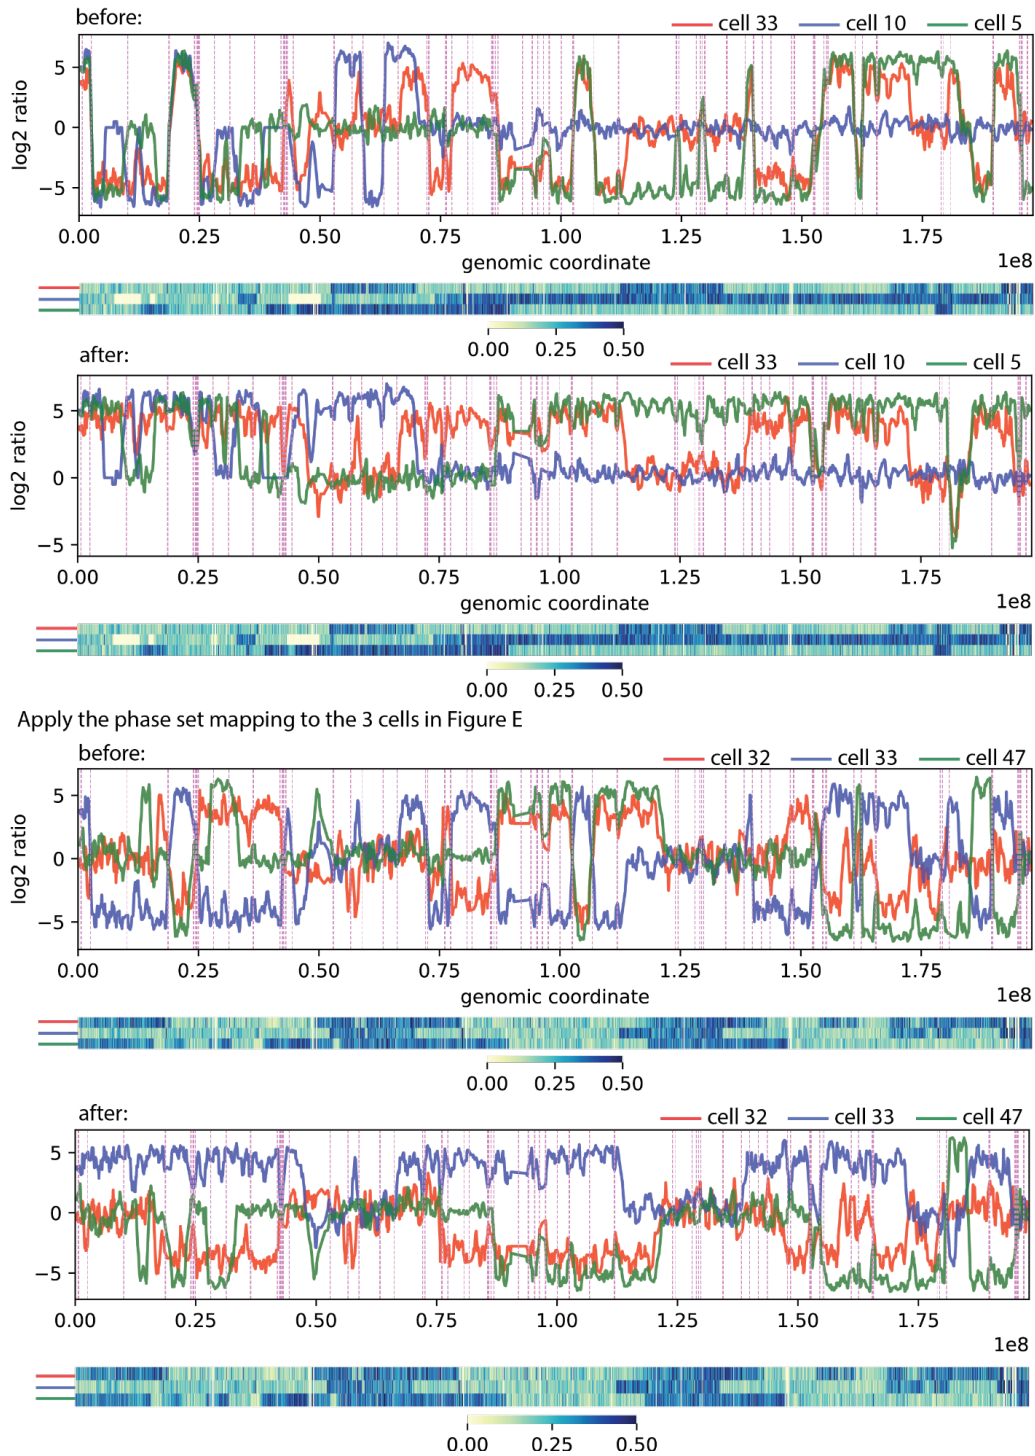 before:
cell 33 cell 10 cell 5
5
0
−5
log2 ratio
0.00 0.25 0.50 0.75 1.00 1.25 1.50 1.75
genomic coordinate 1e8
0.00 0.25 0.50
after:
cell 33 cell 10 cell 5
5
0
−5
log2 ratio
0.00 0.25 0.50 0.75 1.00 1.25 1.50 1.75
genomic coordinate 1e8
0.00 0.25 0.50
Apply the phase set mapping to the 3 cells in Figure E
before:
cell 32 cell 33 cell 47
5
0
−5
0.00 0.25 0.50 0.75 1.00 1.25 1.50 1.75
genomic coordinate 1e8
0.00 0.25 0.50
after:
cell 32 cell 33 cell 47
5
0
−5
0.00 0.25 0.50 0.75 1.00 1.25 1.50 1.75
1e8
0.00 0.25 0.50